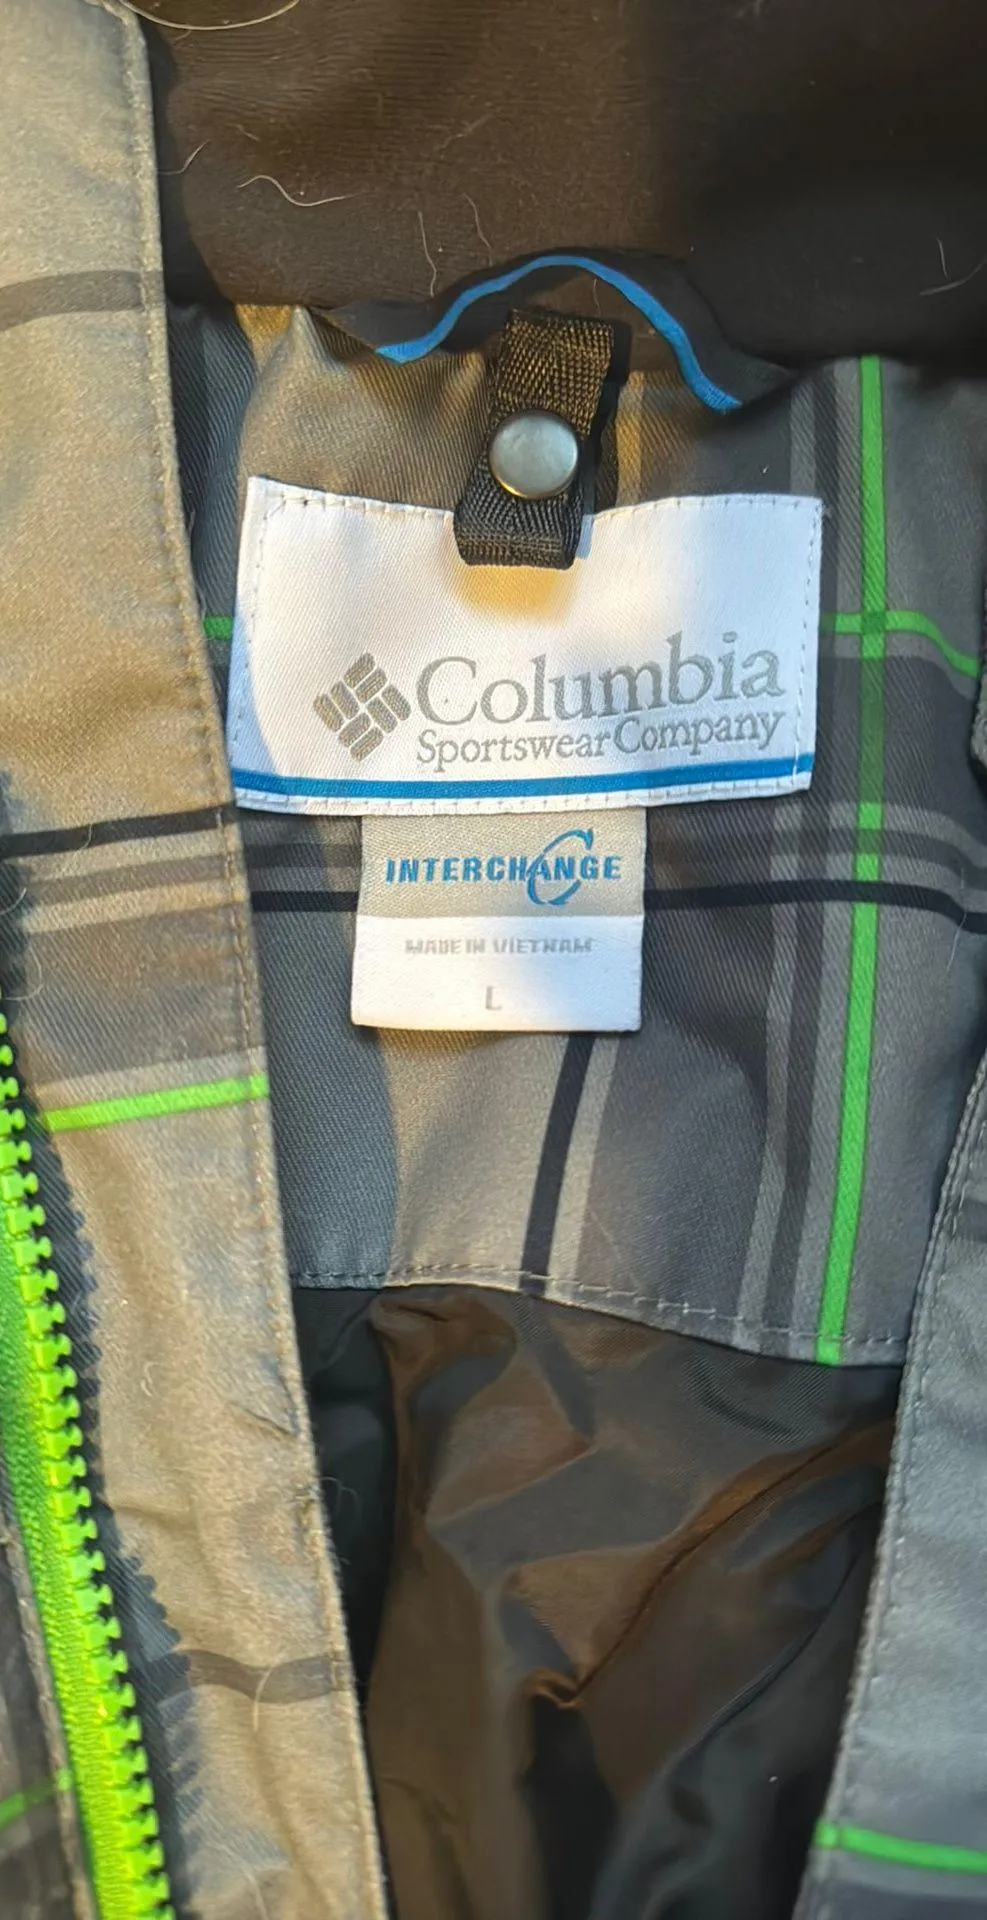 Columbia
Sportswear Company
INTERCHANGE
MADE IN VIETNAM
L